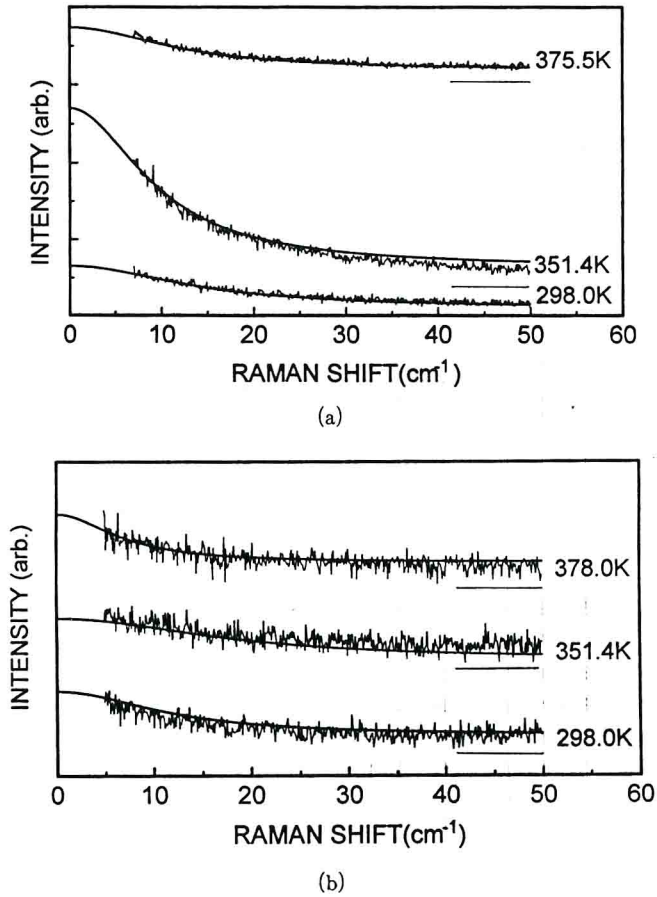 INTENSITY (arb.)
375.5K
351.4K
298.0K
0 10 20 30 40 50 60
RAMAN SHIFT(cm-1)
(a)
INTENSITY (arb.)
378.0K
351.4K
298.0K
0 10 20 30 40 50 60
RAMAN SHIFT(cm-1)
(b)